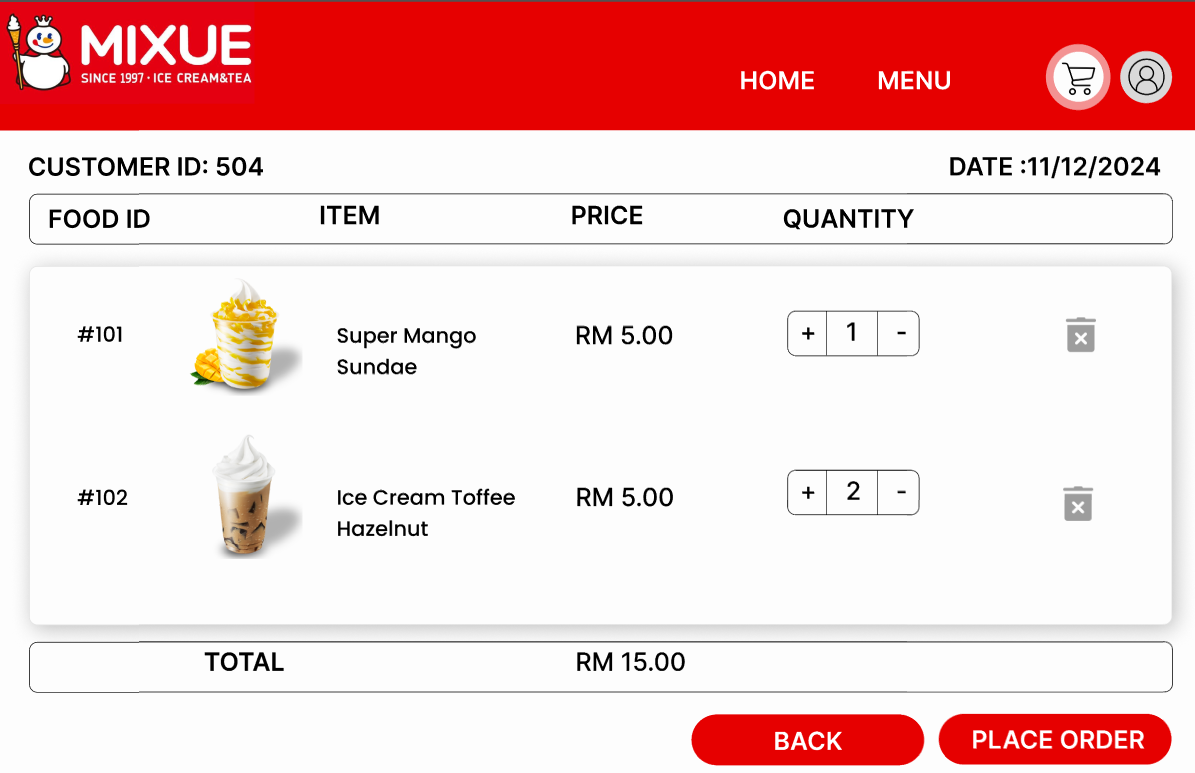 MIXUE
SINCE 1997 · ICE CREAM&TEA
HOME MENU
CUSTOMER ID: 504 DATE :11/12/2024
FOOD ID ITEM PRICE QUANTITY
#101 Super Mango RM 5.00 + 1 -
Sundae
#102 Ice Cream Toffee RM 5.00 + 2 -
Hazelnut
TOTAL RM 15.00
BACK PLACE ORDER